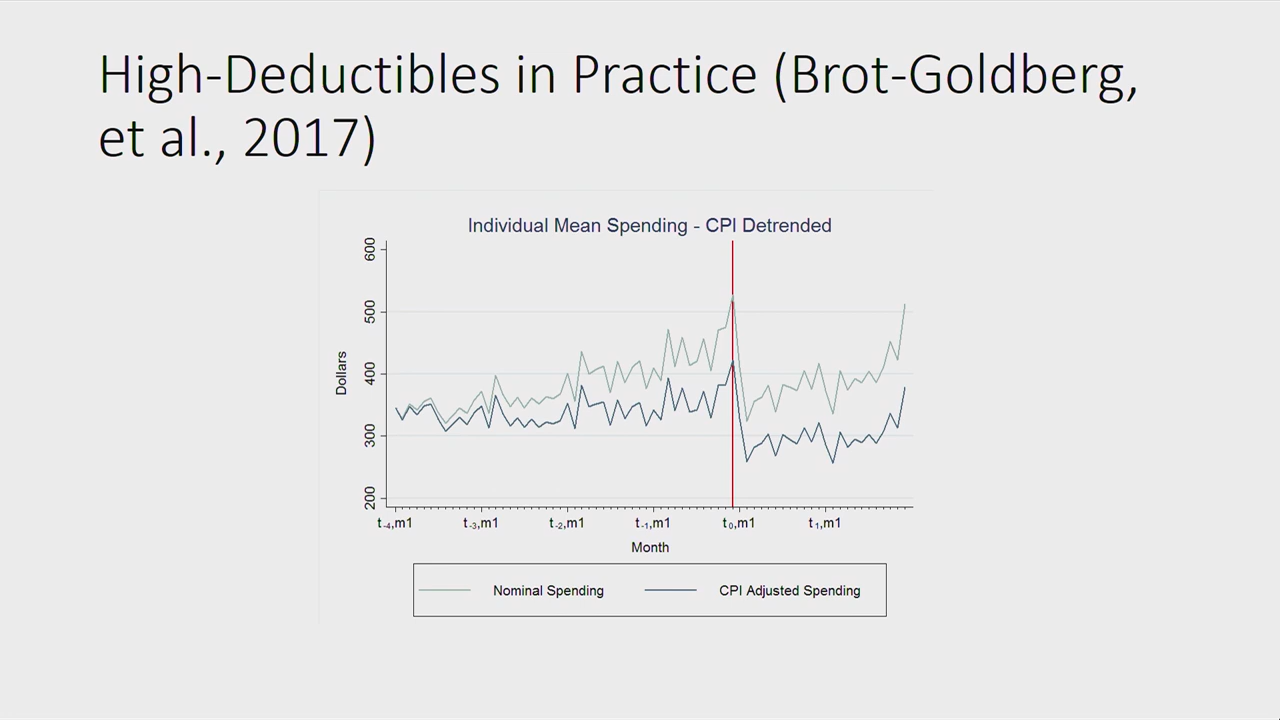 High-Deductibles in Practice (Brot-Goldberg,
et al., 2017)
Individual Mean Spending - CPI Detrended
600
500
400
300
200
Dollars
t-4,m1 t-3,m1 t-2,m1 t-1,m1 t0,m1 t1,m1
Month
Nominal Spending CPI Adjusted Spending